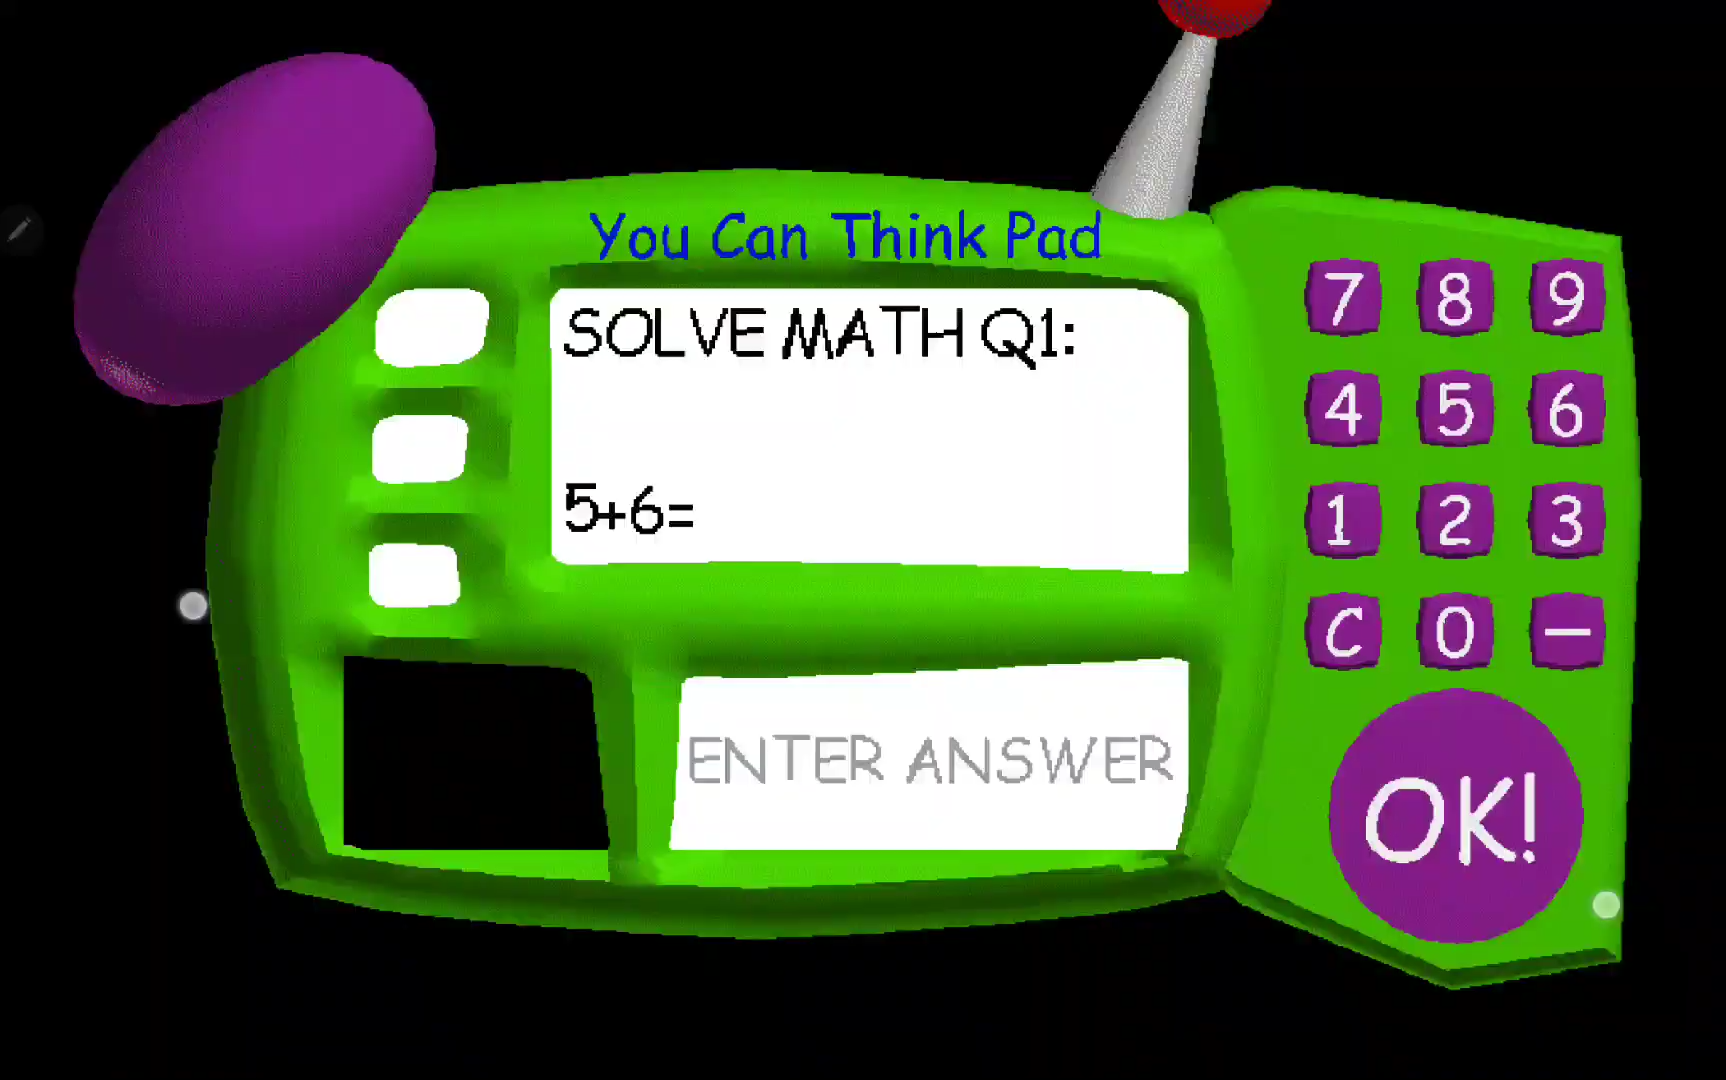 You Can Think Pad
SOLVE MATH Q1:
5+6=
ENTER ANSWER
7 8 9
4 5 6
1 2 3
C 0 –
OK!